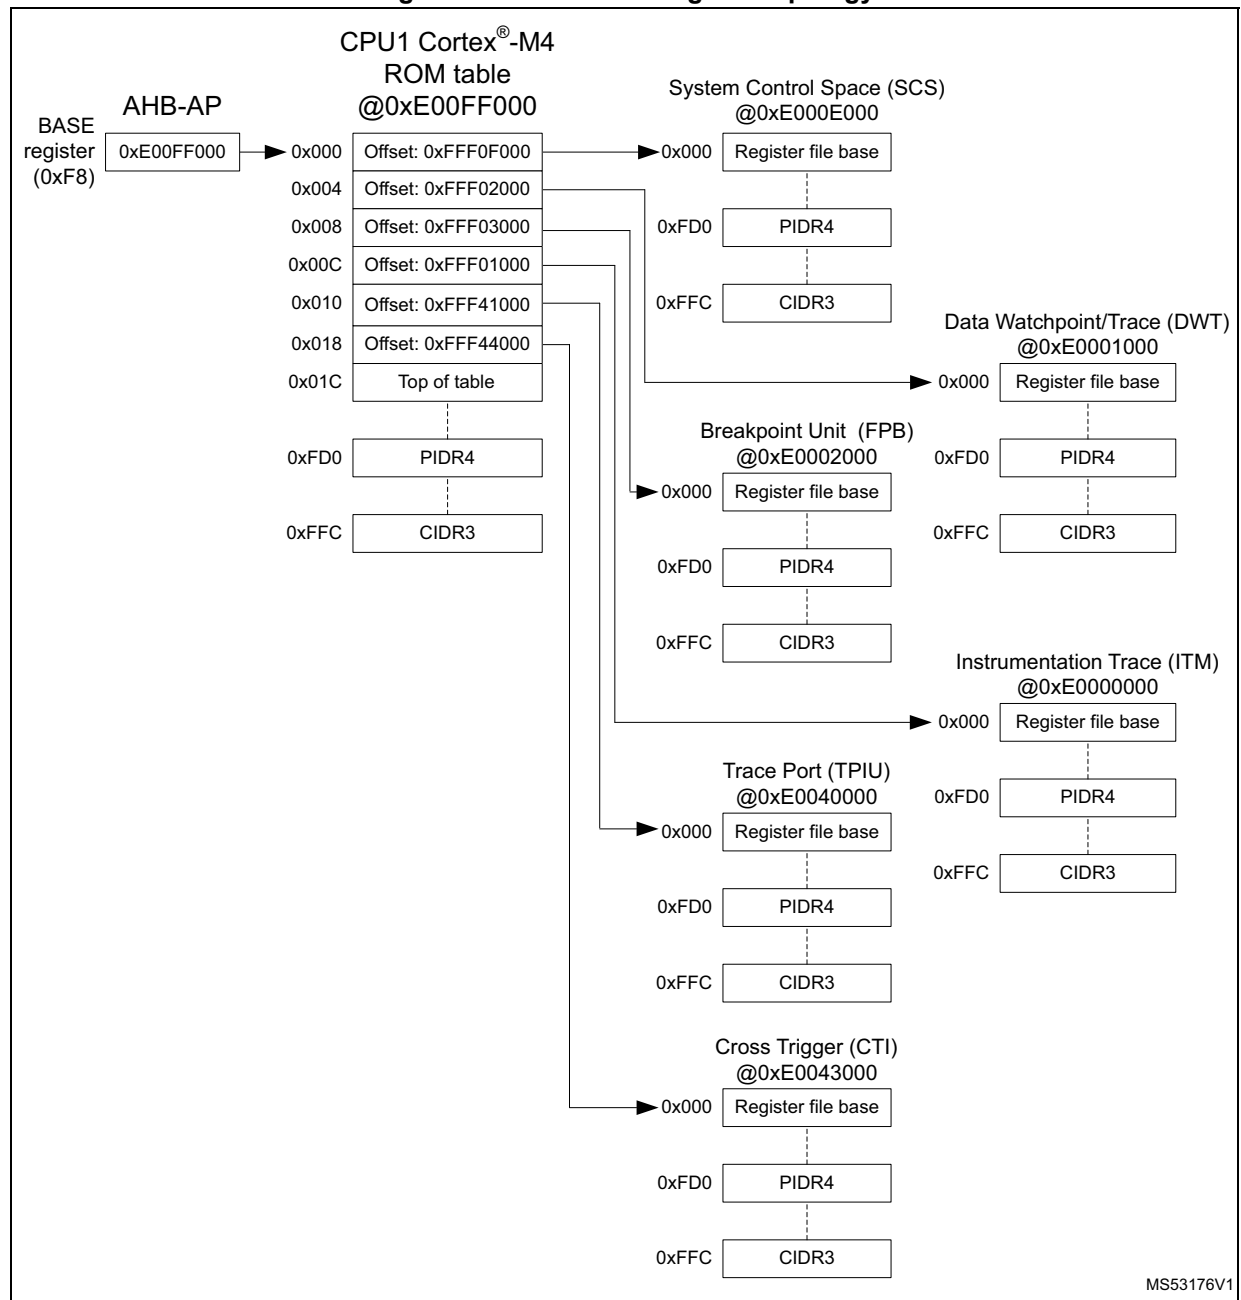 CPU1 Cortex®-M4
ROM table
@0xE00FF000
AHB-AP
BASE
register
(0xF8)
0xE00FF000
0x000 Offset: 0xFFF0F000
0x004 Offset: 0xFFF02000
0x008 Offset: 0xFFF03000
0x00C Offset: 0xFFF01000
0x010 Offset: 0xFFF41000
0x018 Offset: 0xFFF44000
0x01C Top of table
0xFD0 PIDR4
0xFFC CIDR3
System Control Space (SCS)
@0xE000E000
0x000 Register file base
0xFD0 PIDR4
0xFFC CIDR3
Data Watchpoint/Trace (DWT)
@0xE0001000
0x000 Register file base
0xFD0 PIDR4
0xFFC CIDR3
Breakpoint Unit (FPB)
@0xE0002000
0x000 Register file base
0xFD0 PIDR4
0xFFC CIDR3
Instrumentation Trace (ITM)
@0xE0000000
0x000 Register file base
0xFD0 PIDR4
0xFFC CIDR3
Trace Port (TPIU)
@0xE0040000
0x000 Register file base
0xFD0 PIDR4
0xFFC CIDR3
Cross Trigger (CTI)
@0xE0043000
0x000 Register file base
0xFD0 PIDR4
0xFFC CIDR3
MS53176V1